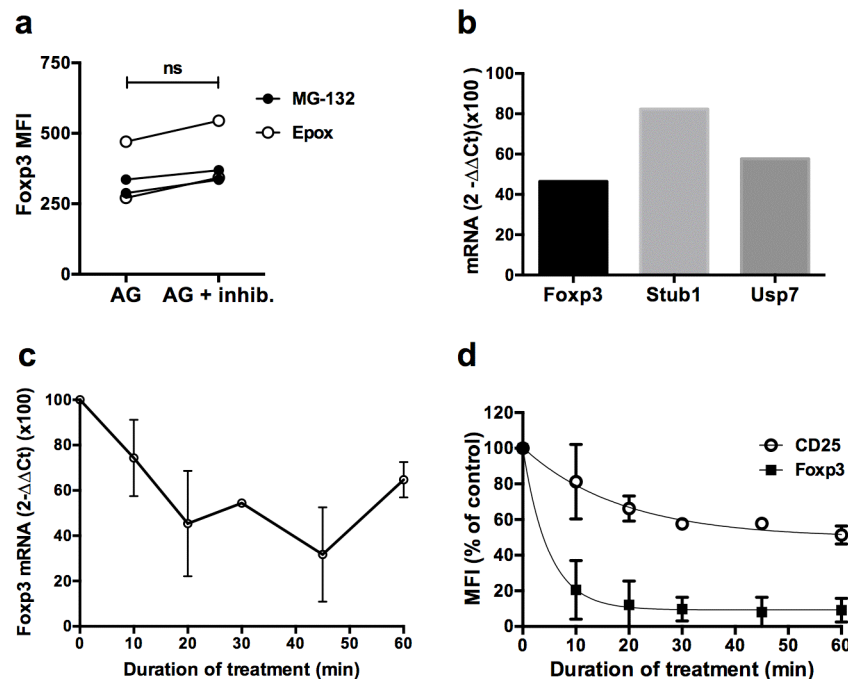 a
Foxp3 MFI
750
500
250
0
ns
MG-132
Epox
AG
AG + inhib.
b
mRNA (2 -ΔΔCt)(x100)
100
80
60
40
20
0
Foxp3
Stub1
Usp7
c
Foxp3 mRNA (2-ΔΔCt) (x100)
100
80
60
40
20
0
0 10 20 30 40 50 60
Duration of treatment (min)
d
MFI (% of control)
120
100
80
60
40
20
0
CD25
Foxp3
0 10 20 30 40 50 60
Duration of treatment (min)